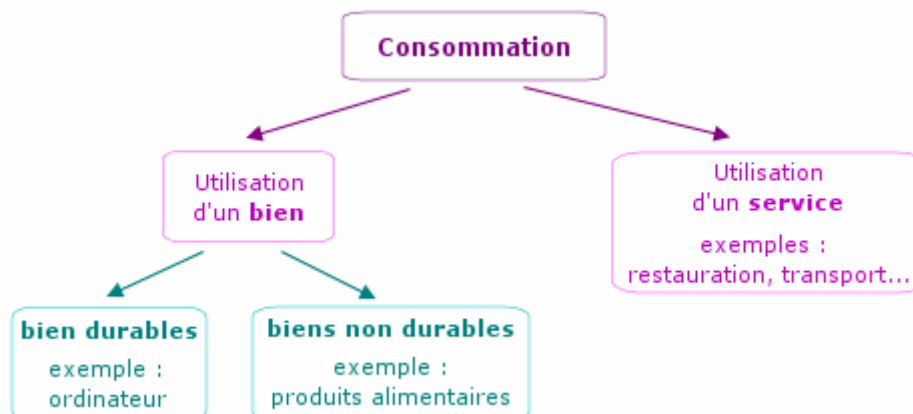 Consommation
Utilisation
d'un bien
Utilisation
d'un service
exemples :
restauration, transport...
bien durables
exemple :
ordinateur
biens non durables
exemple :
produits alimentaires